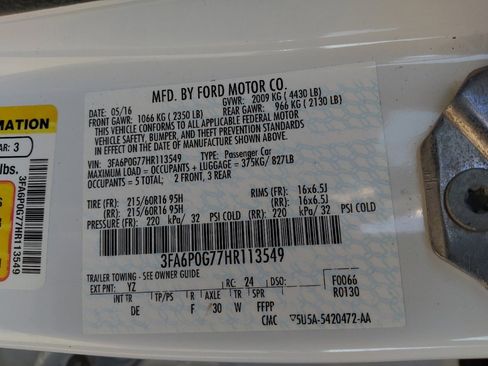 MFD. BY FORD MOTOR CO.
DATE: 05/16 GVWR: 2009 KG ( 4430 LB)
FRONT GAWR: 1066 KG ( 2350 LB) REAR GAWR: 966 KG ( 2130 LB)
THIS VEHICLE CONFORMS TO ALL APPLICABLE FEDERAL MOTOR
VEHICLE SAFETY, BUMPER, AND THEFT PREVENTION STANDARDS
IN EFFECT ON THE DATE OF MANUFACTURE SHOWN ABOVE.
VIN: 3FA6P0G77HR113549 TYPE: Passenger Car
MAXIMUM LOAD = OCCUPANTS + LUGGAGE = 375KG/ 827LB
OCCUPANTS = 5 TOTAL; 2 FRONT, 3 REAR
TIRE (FR): 215/60R16 95H RIMS (FR): 16x6.5J
(RR): 215/60R16 95H (RR): 16x6.5J
PRESSURE (FR): 220 kPa/ 32 PSI COLD (RR): 220 kPa/ 32 PSI COLD
3FA6P0G77HR113549
TRAILER TOWING - SEE OWNER GUIDE
EXT PNT: YZ RC: 24 DSO: F0066
R0130
INT TR TP/PS R AXLE TR SPR
DE F 30 W FFPP
CMC 5U5A-5420472-AA
MATION
AR: 3
lbs.
3FA6P0G77HR113549